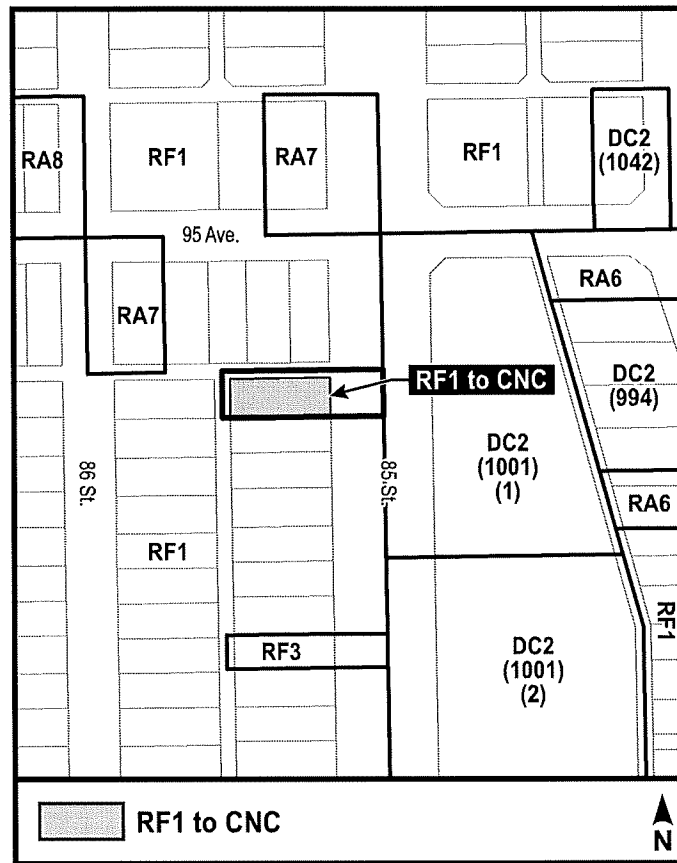 RA8
RF1
RA7
RF1
DC2
(1042)
95 Ave.
RA7
RA6
RF1 to CNC
DC2
(994)
DC2
(1001)
(1)
86 St.
85 St.
RA6
RF1
RF1
RF3
DC2
(1001)
(2)
RF1 to CNC
N